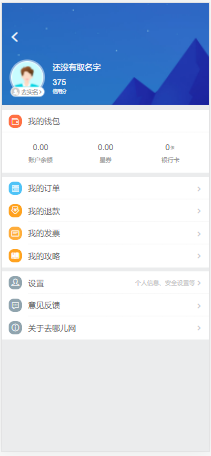 还没有取名字
375
去头名 >
我的钱包
0.00
0.00
0张
账户余额
银行卡
我的订单
我的退款
我的发票
我的攻略
设置
个人信息、安全设置等
意见反馈
关于去哪儿网